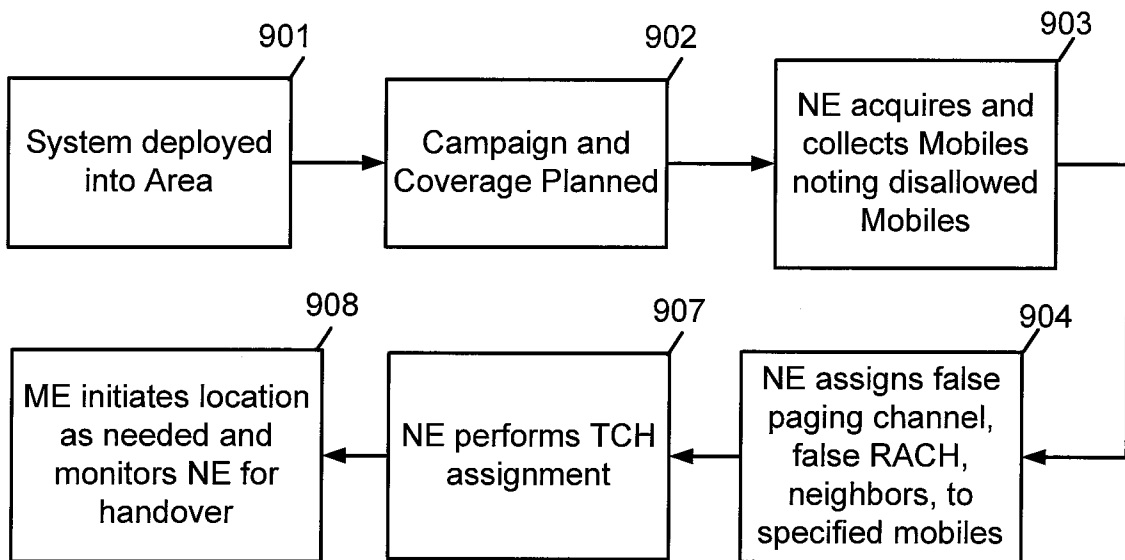 901
System deployed
into Area
902
Campaign and
Coverage Planned
903
NE acquires and
collects Mobiles
noting disallowed
Mobiles
904
NE assigns false
paging channel,
false RACH,
neighbors, to
specified mobiles
907
NE performs TCH
assignment
908
ME initiates location
as needed and
monitors NE for
handover